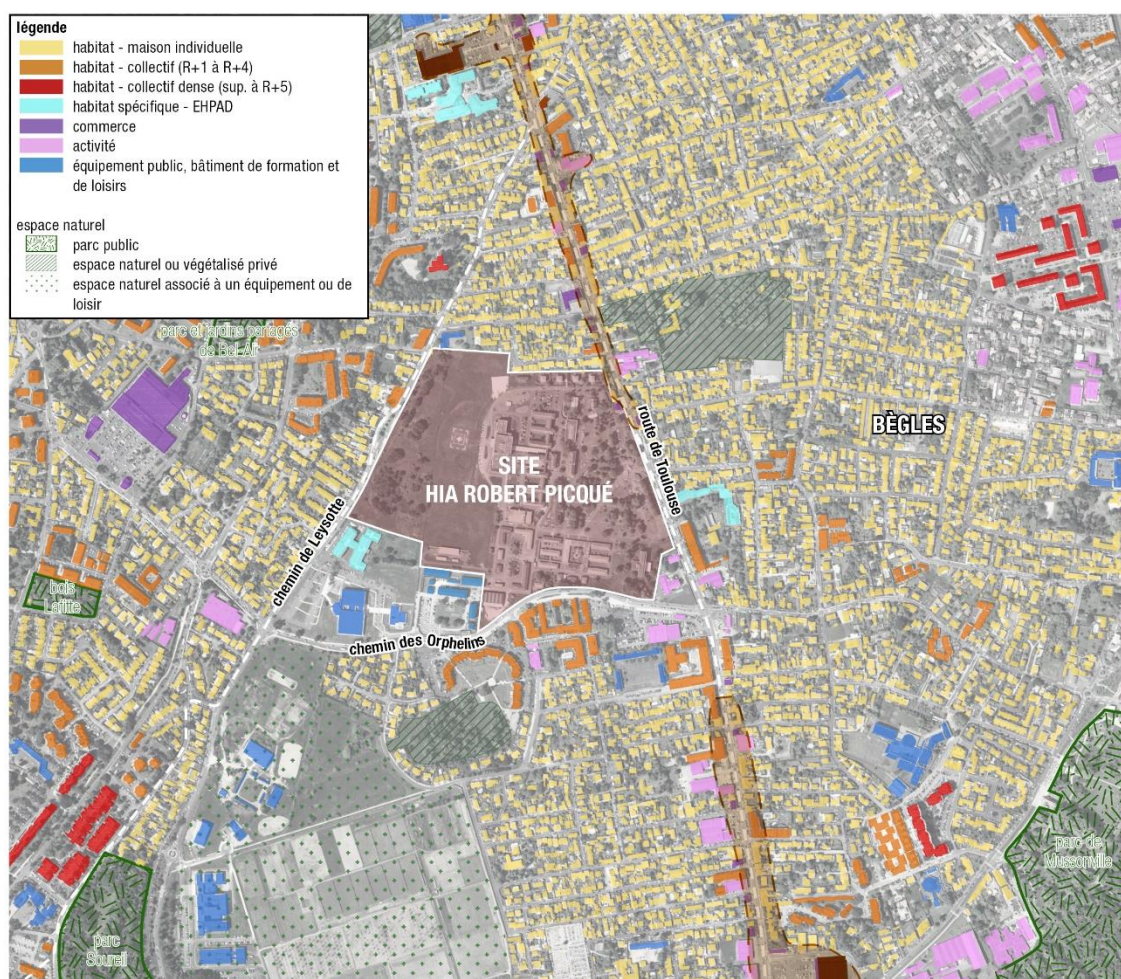 légende
habitat - maison individuelle
habitat - collectif (R+1 à R+4)
habitat - collectif dense (sup. à R+5)
habitat spécifique - EHPAD
commerce
activité
équipement public, bâtiment de formation et
de loisirs
espace naturel
parc public
espace naturel ou végétalisé privé
espace naturel associé à un équipement ou de
loisir
parc et jardins partagés
de Bel-Air
route de Toulouse
BÈGLES
SITE
HIA ROBERT PICQUÉ
chemin de Leysotte
bois
Lafitte
chemin des Orphelins
parc de
Mussonville
parc
Soureil